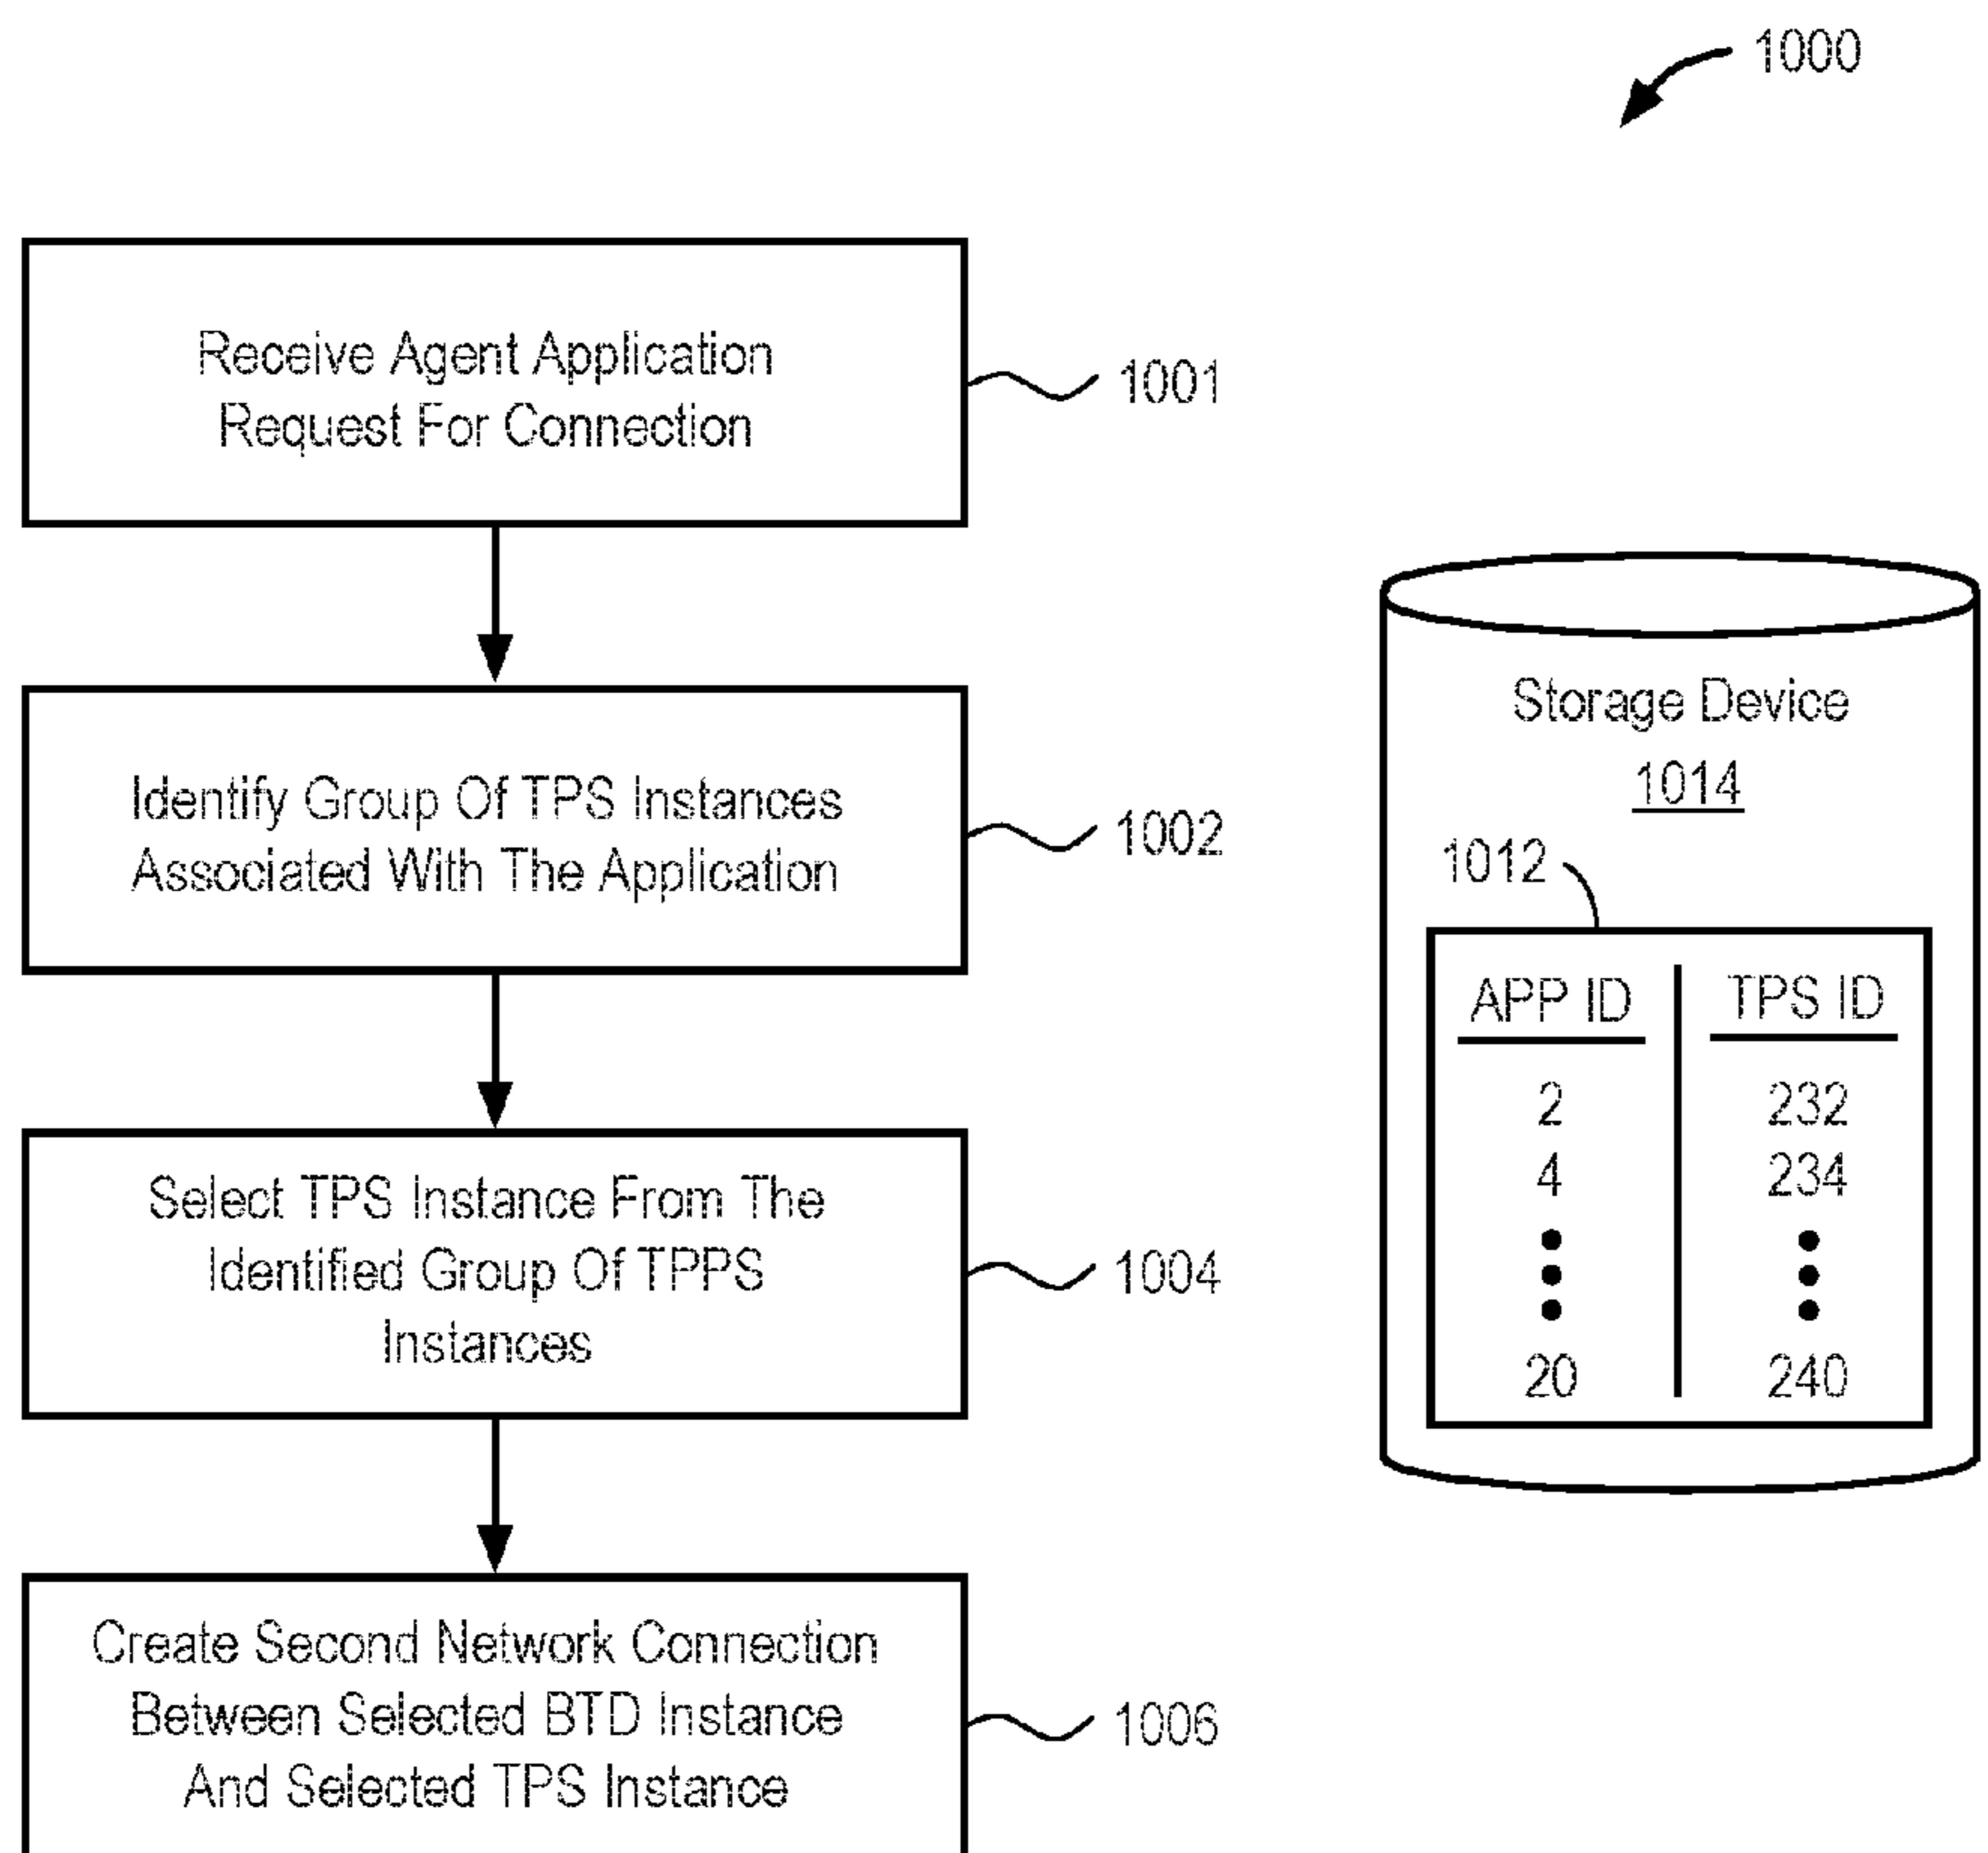 1000
Receive Agent Application
Request For Connection
1001
Identify Group Of TPS Instances
Associated With The Application
1002
Select TPS Instance From The
Identified Group Of TPPS
Instances
1004
Create Second Network Connection
Between Selected BTD Instance
And Selected TPS Instance
1006
Storage Device
1014
1012
APP ID TPS ID
2 232
4 234
20 240